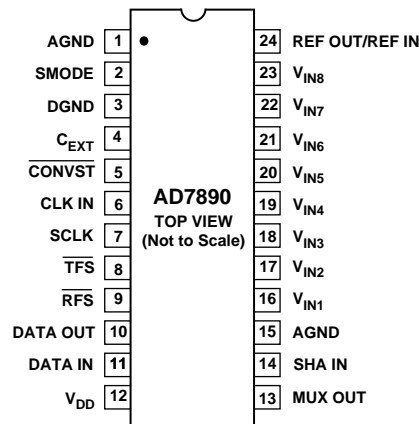 AGND 1 24 REF OUT/REF IN
SMODE 2 23 VIN8
DGND 3 22 VIN7
CEXT 4 21 VIN6
CONVST 5 20 VIN5
CLK IN 6 19 VIN4
SCLK 7 18 VIN3
TFS 8 17 VIN2
RFS 9 16 VIN1
DATA OUT 10 15 AGND
DATA IN 11 14 SHA IN
VDD 12 13 MUX OUT
AD7890
TOP VIEW
(Not to Scale)